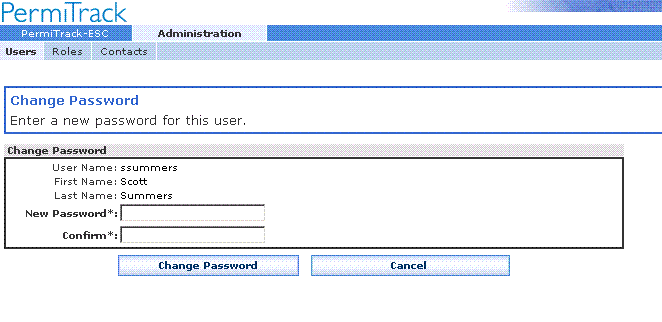 PermiTrack
PermiTrack-ESC Administration
Users Roles Contacts
Change Password
Enter a new password for this user.
Change Password
User Name: ssummers
First Name: Scott
Last Name: Summers
New Password*:
Confirm*:
Change Password Cancel